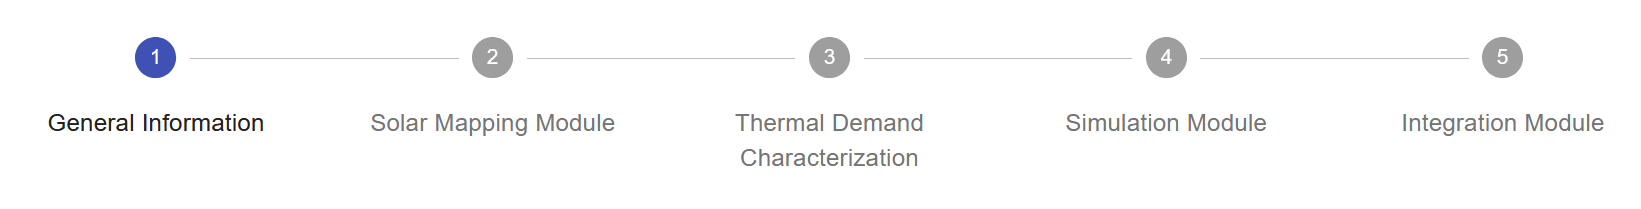 1
2
3
4
5
General Information
Solar Mapping Module
Thermal Demand
Characterization
Simulation Module
Integration Module